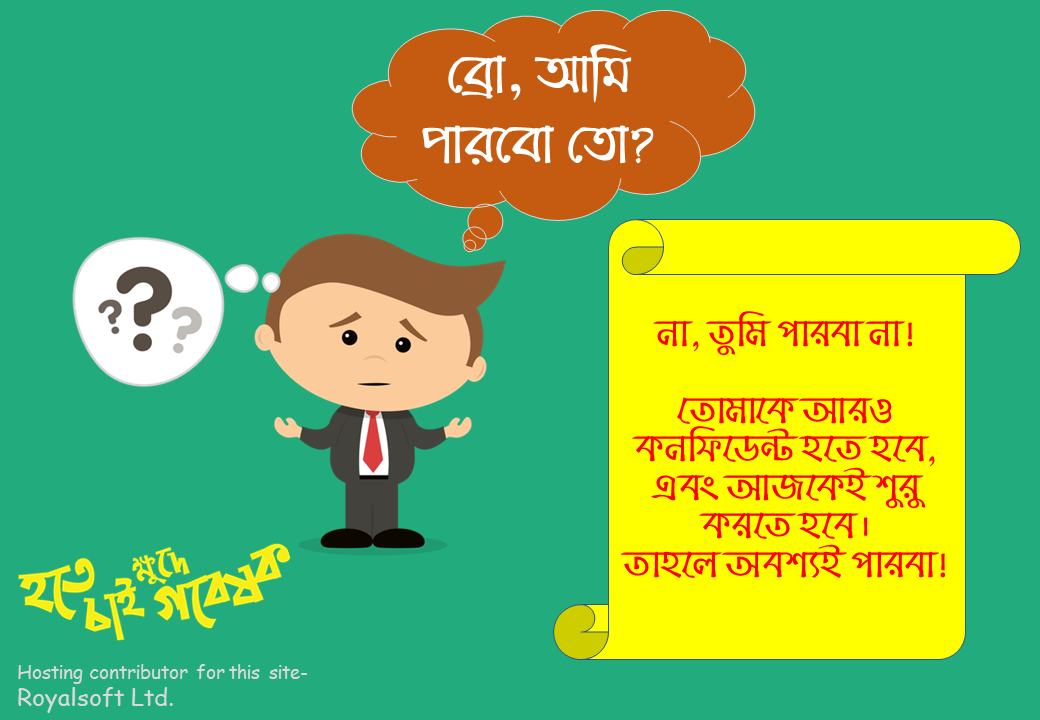 ব্রো, আমি
পারবো তো?
? ? ?
না, তুমি পারবা না!
তোমাকে আরও
কনফিডেন্ট হতে হবে,
এবং আজকেই শুরু
করতে হবে।
তাহলে অবশ্যই পারবা!
হতে চাই ক্ষুদে গবেষক
Hosting contributor for this site-
Royalsoft Ltd.